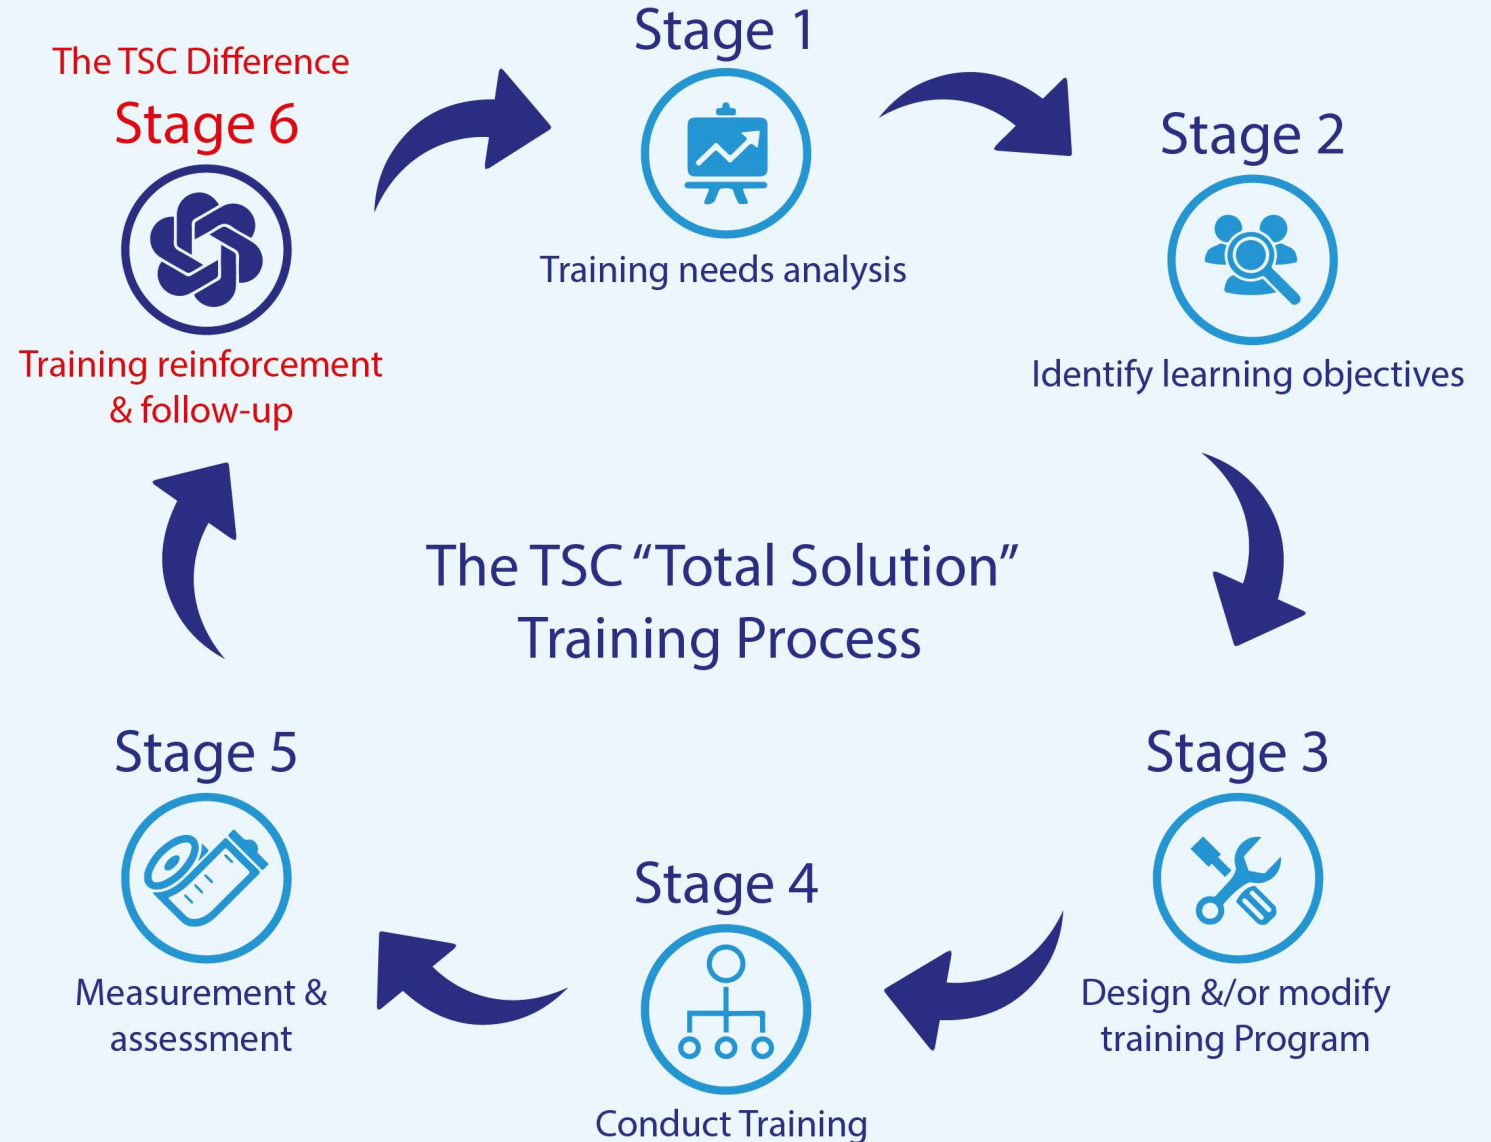 Stage 1
Training needs analysis
Stage 2
Identify learning objectives
Stage 3
Design &/or modify
training Program
Stage 4
Conduct Training
Stage 5
Measurement &
assessment
The TSC Difference
Stage 6
Training reinforcement
& follow-up
The TSC “Total Solution”
Training Process